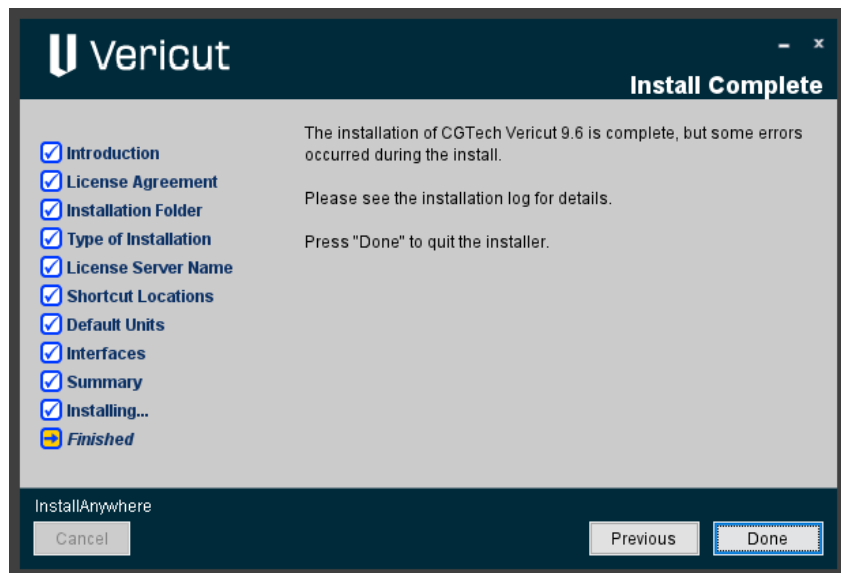 Vericut
Install Complete
Introduction
License Agreement
Installation Folder
Type of Installation
License Server Name
Shortcut Locations
Default Units
Interfaces
Summary
Installing...
Finished
The installation of CGTech Vericut 9.6 is complete, but some errors
occurred during the install.
Please see the installation log for details.
Press "Done" to quit the installer.
InstallAnywhere
Cancel
Previous
Done